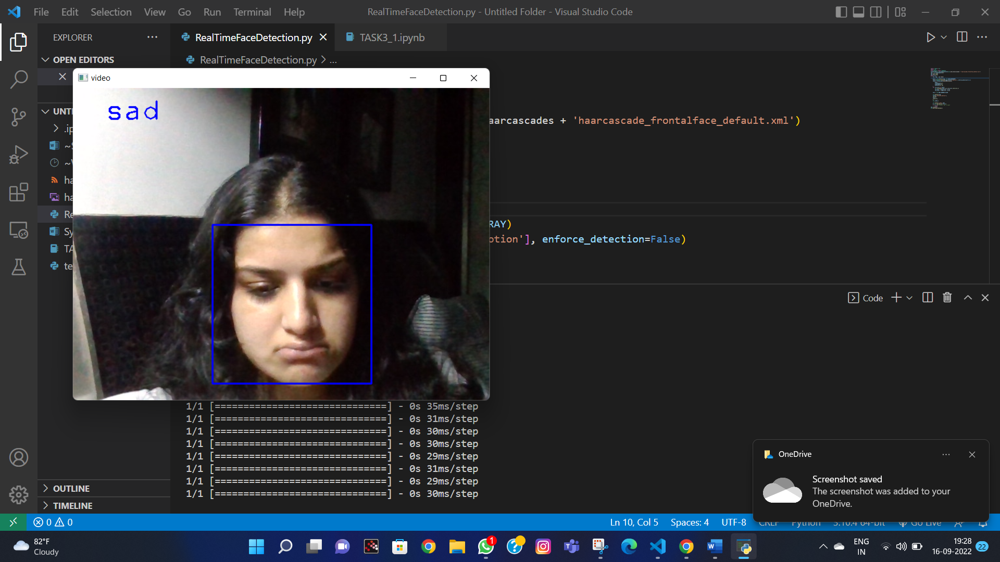 File Edit Selection View Go Run Terminal Help RealTimeFaceDetection.py - Untitled Folder - Visual Studio Code
EXPLORER ...
RealTimeFaceDetection.py TASK3_1.ipynb
OPEN EDITORS
RealTimeFaceDetection.py > ...
video
sad
UNTI
.ip
~
~
ha
ha
Re
Sy
TA
te
aarcascades + 'haarcascade_frontalface_default.xml')
RAY)
otion'], enforce_detection=False)
Code
1/1 [==============================] - 0s 35ms/step
1/1 [==============================] - 0s 31ms/step
1/1 [==============================] - 0s 30ms/step
1/1 [==============================] - 0s 30ms/step
1/1 [==============================] - 0s 29ms/step
1/1 [==============================] - 0s 31ms/step
1/1 [==============================] - 0s 29ms/step
1/1 [==============================] - 0s 30ms/step
OneDrive
Screenshot saved
The screenshot was added to your
OneDrive.
OUTLINE
TIMELINE
0 0 Ln 10, Col 5 Spaces: 4 UTF-8 CRLF Python 3.10.4 64-bit Go Live
82°F
Cloudy
1
ENG
IN
19:28
16-09-2022
22